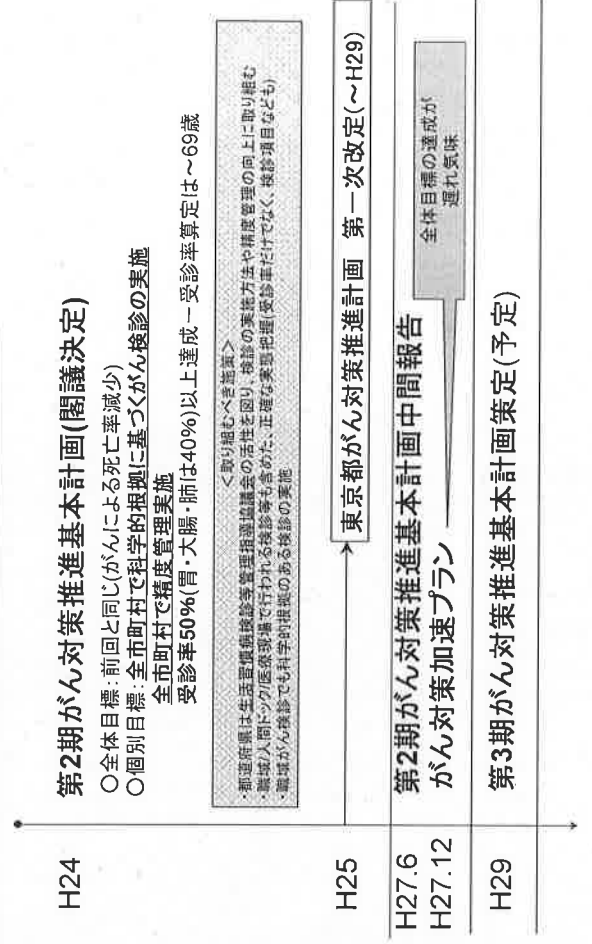 H24
第2期がん対策推進基本計画(閣議決定)
○全体目標:前回と同じ(がんによる死亡率減少)
○個別目標:全市町村で科学的根拠に基づくがん検診の実施
全市町村で精度管理実施
受診率50%(胃・大腸・肺は40%)以上達成－受診率算定は～69歳
＜取り組むべき施策＞
・都道府県は生活習慣病検診等管理指導協議会の活性を図り、検診の実施方法や精度管理の向上に取り組む
・職域/人間ドック/医療現場で行われる検診等も含めた、正確な実態把握(受診率だけでなく、検診項目なども)
・職域がん検診でも科学的根拠のある検診の実施
H25
東京都がん対策推進計画 第一次改定(～H29)
H27.6
第2期がん対策推進基本計画中間報告
H27.12
がん対策加速プラン
全体目標の達成が
遅れ気味
H29
第3期がん対策推進基本計画策定(予定)